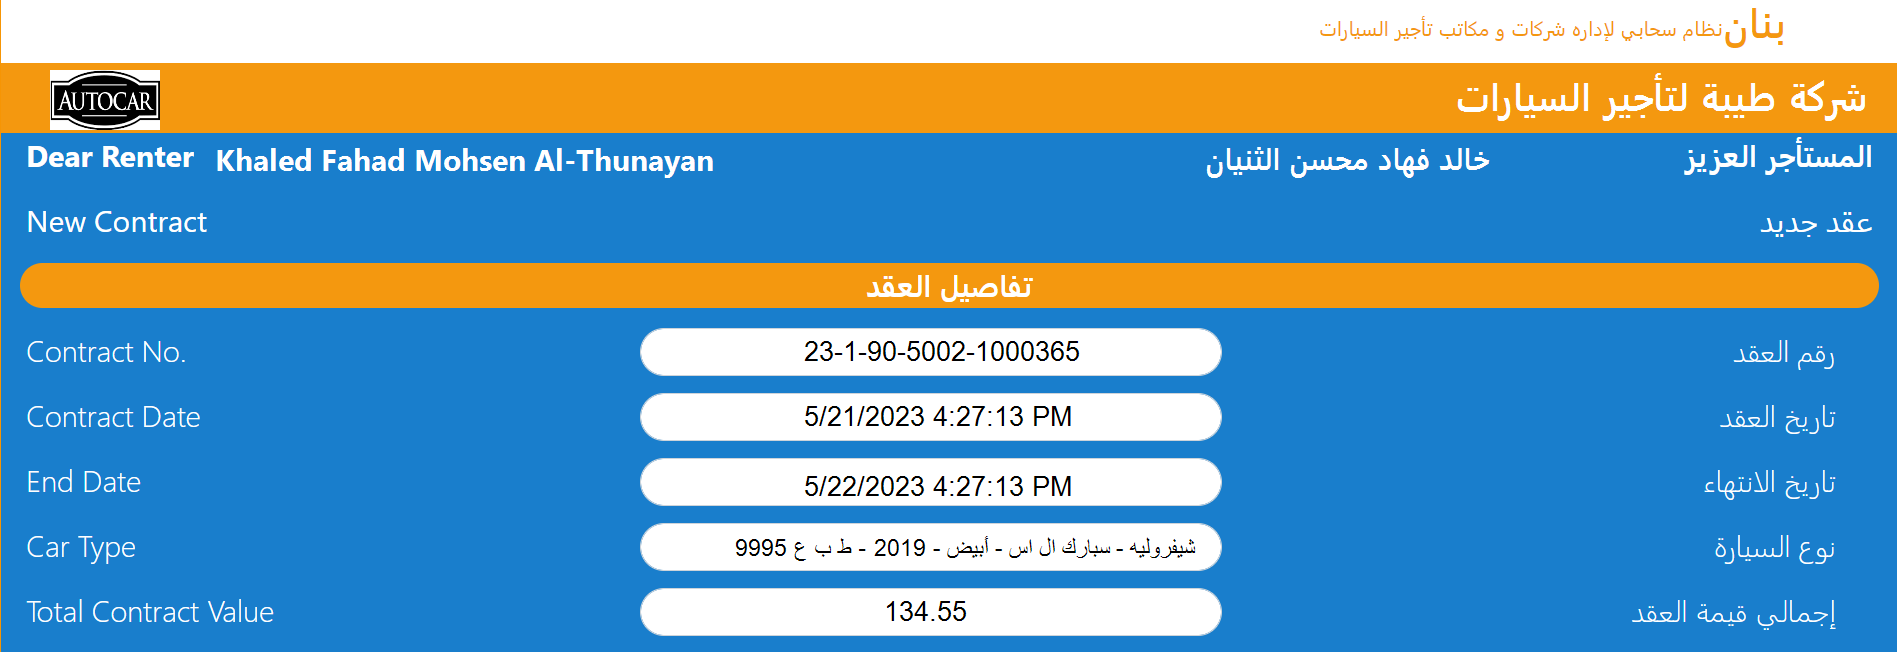 بنان نظام سحابي لإداره شركات و مكاتب تأجير السيارات
شركة طيبة لتأجير السيارات
AUTOCAR
المستأجر العزيز خالد فهاد محسن الثنيان
Dear Renter Khaled Fahad Mohsen Al-Thunayan
عقد جديد
New Contract
تفاصيل العقد
Contract No. 23-1-90-5002-1000365 رقم العقد
Contract Date 5/21/2023 4:27:13 PM تاريخ العقد
End Date 5/22/2023 4:27:13 PM تاريخ الانتهاء
Car Type شيفروليه - سبارك ال اس - أبيض - 2019 - ط ب ع 9995 نوع السيارة
Total Contract Value 134.55 إجمالي قيمة العقد